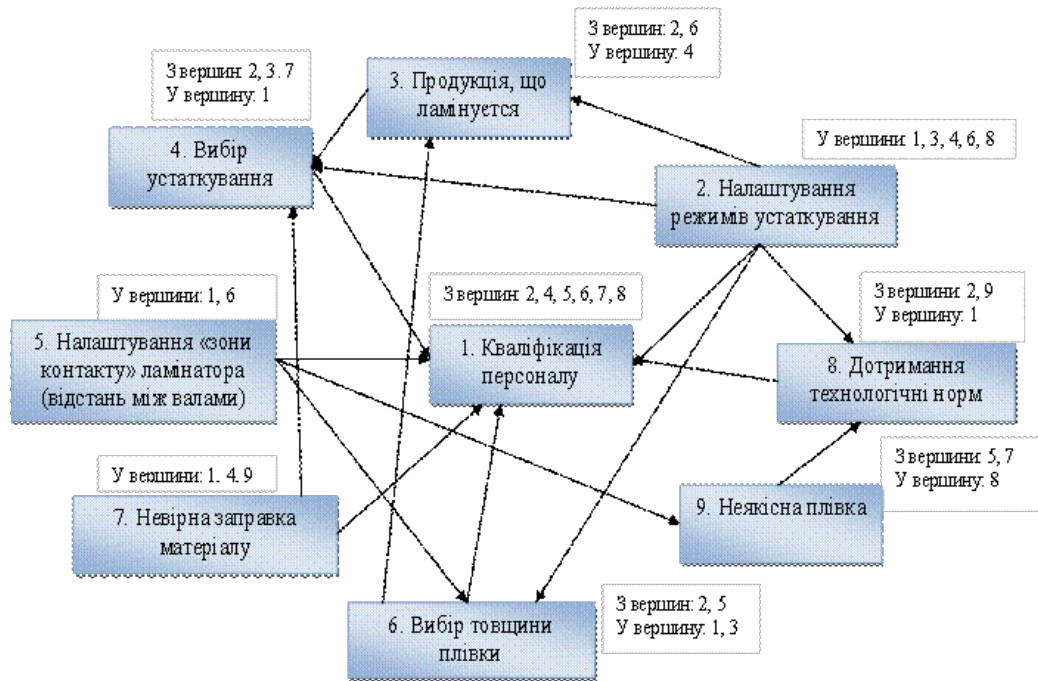 З вершин: 2, 6
У вершину: 4
З вершин: 2, 3. 7
У вершину: 1
3. Продукція, що
ламінуется
4. Вибір
устаткування
У вершини: 1, 3, 4, 6, 8
2. Налаштування
режимів устаткування
У вершини: 1, 6
З вершин: 2, 4, 5, 6, 7, 8
З вершин: 2, 9
У вершину: 1
5. Налаштування «зони
контакту» ламінатора
(відстань між валами)
1. Кваліфікація
персоналу
8. Дотримання
технологічні норм
У вершини: 1. 4. 9
З вершини: 5, 7
У вершину: 8
7. Невірна заправка
матеріалу
9. Неякісна плівка
З вершин: 2, 5
У вершину: 1, 3
6. Вибір товщини
плівки